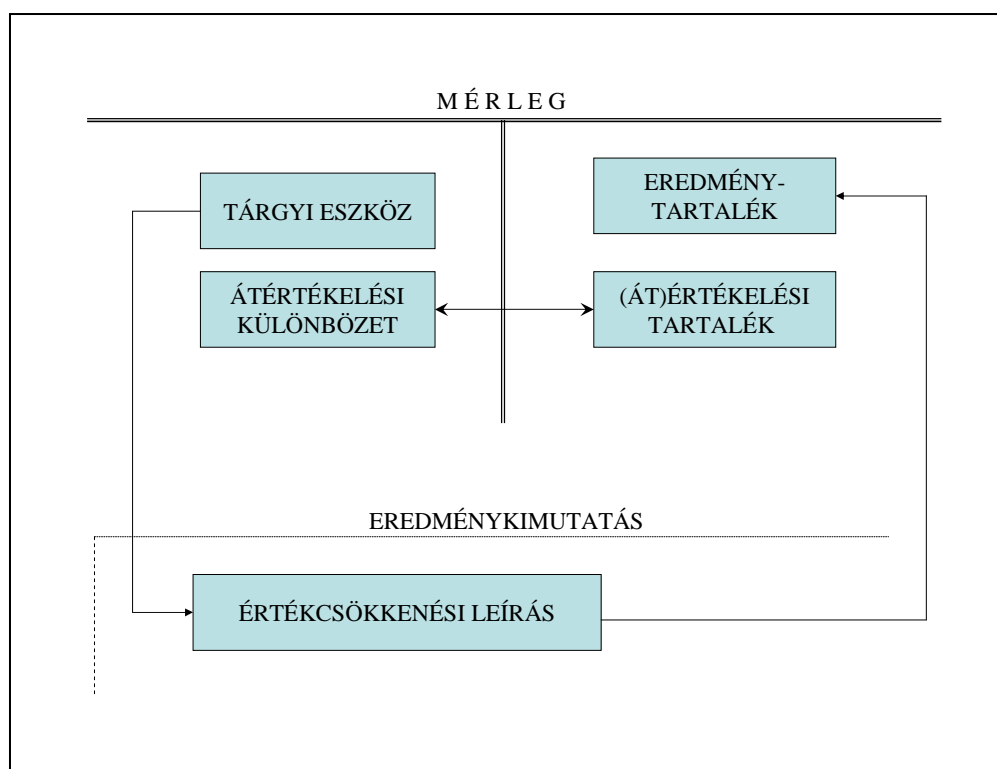 M É R L E G
TÁRGYI ESZKÖZ
EREDMÉNY-
TARTALÉK
ÁTÉRTÉKELÉSI
KÜLÖNBÖZET
(ÁT)ÉRTÉKELÉSI
TARTALÉK
EREDMÉNYKIMUTATÁS
ÉRTÉKCSÖKKENÉSI LEÍRÁS